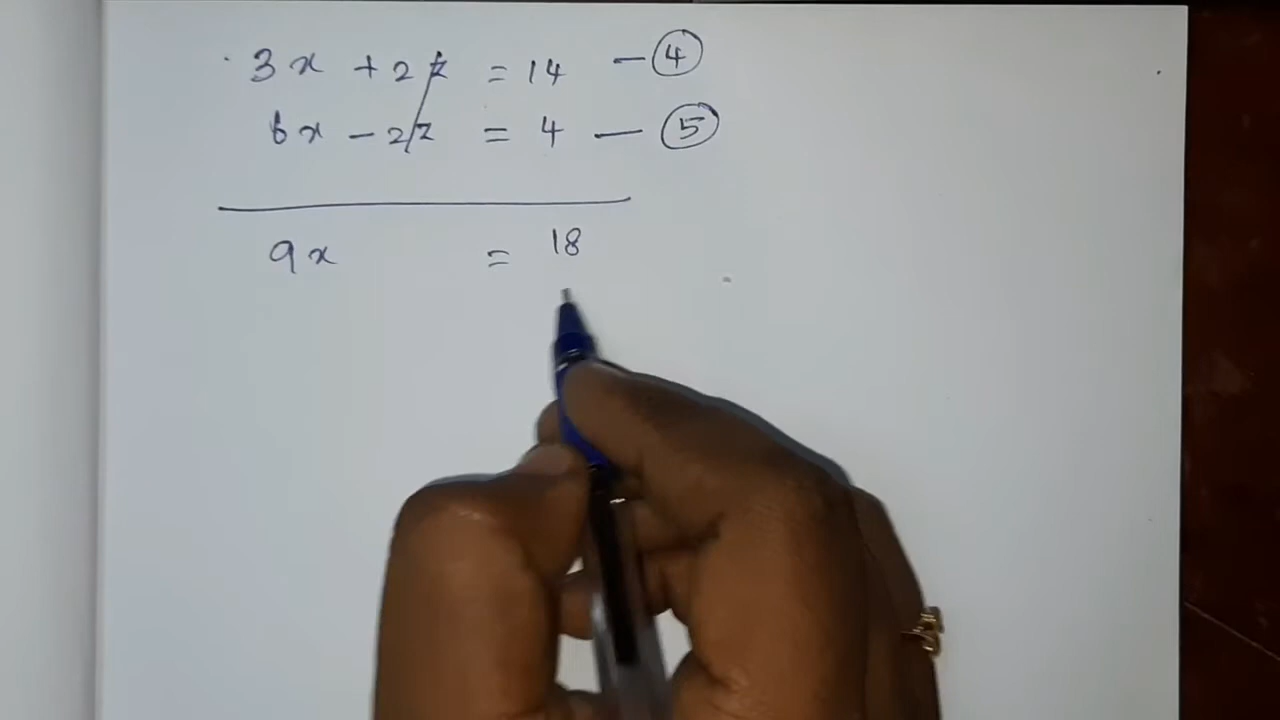 3x + 2z = 14 — ④
6x - 2z = 4 — ⑤
9x = 18